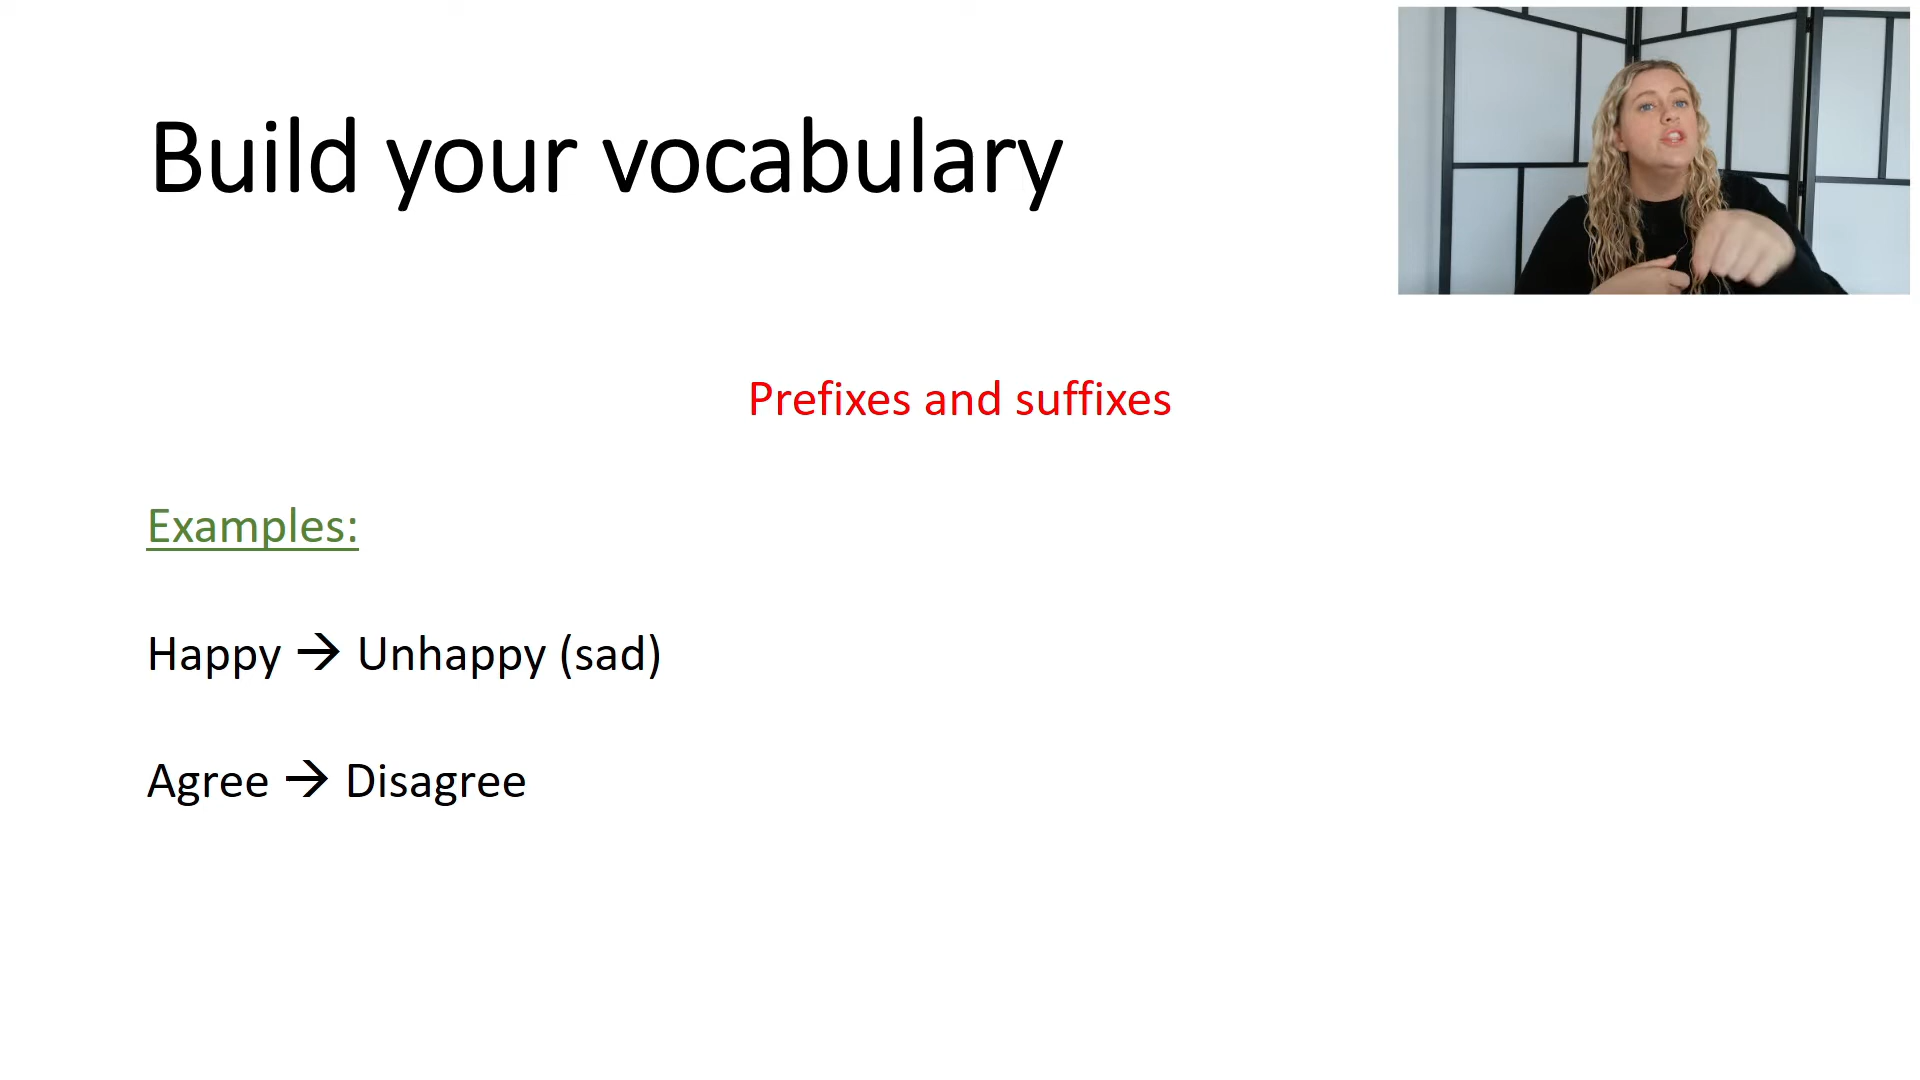 Build your vocabulary
Prefixes and suffixes
Examples:
Happy → Unhappy (sad)
Agree → Disagree